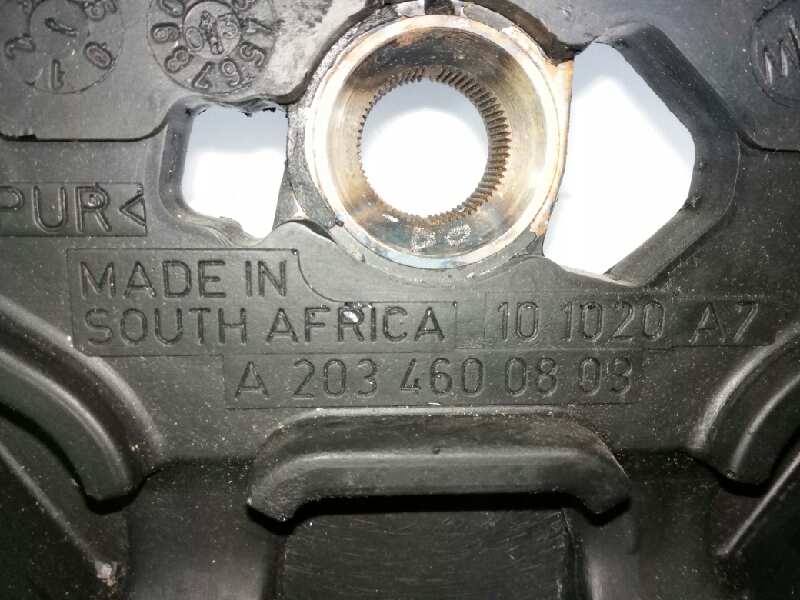 PUR<
MADE IN
SOUTH AFRICA
10 1020 A7
A 203 460 08 03